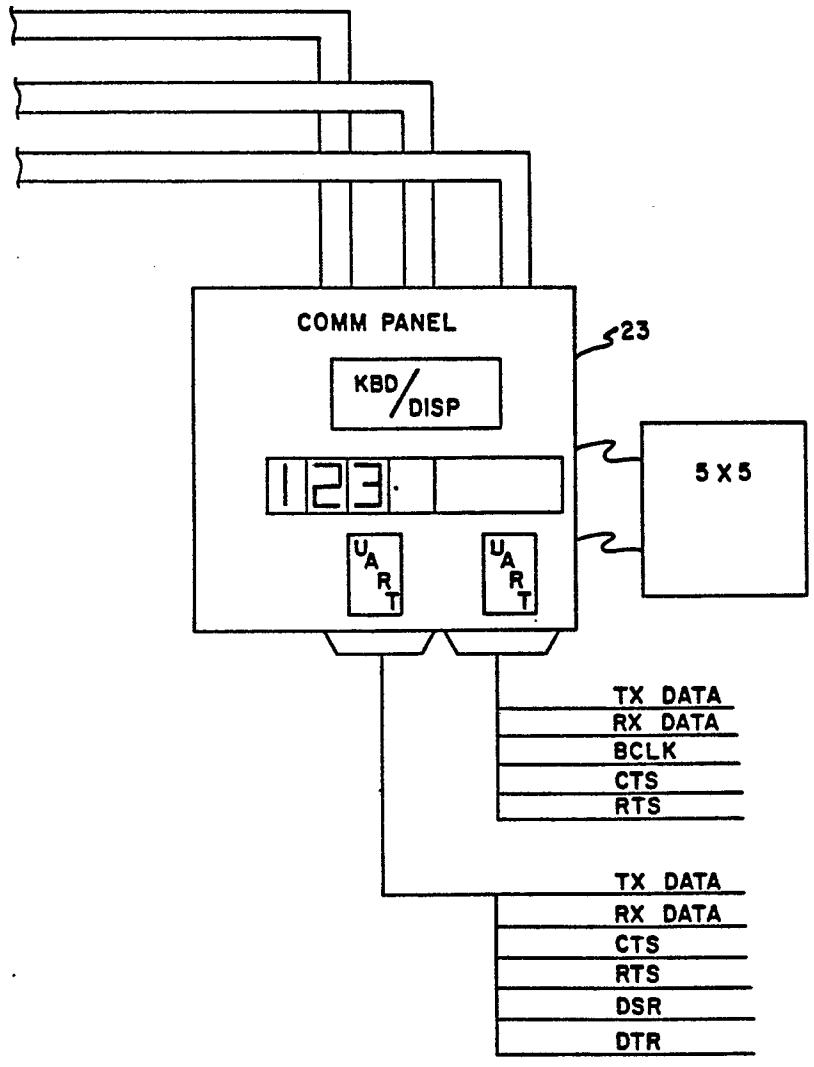 COMM PANEL
23
KBD/
DISP
5 X 5
123.
UART
UART
TX DATA
RX DATA
BCLK
CTS
RTS
TX DATA
RX DATA
CTS
RTS
DSR
DTR